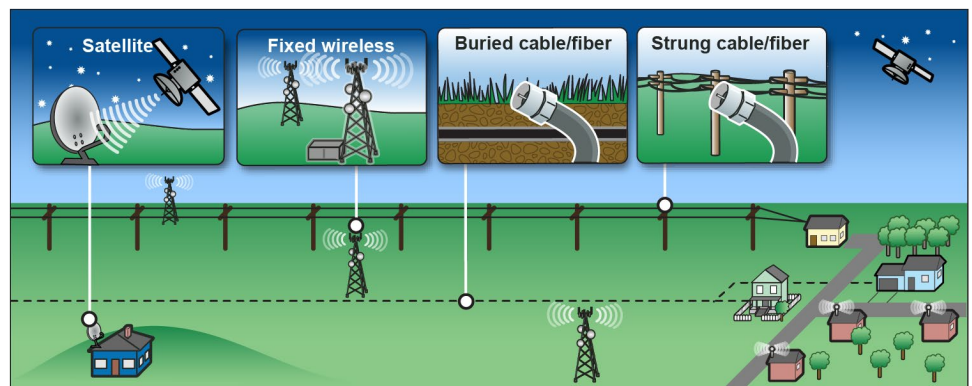 Satellite
Fixed wireless
Buried cable/fiber
Strung cable/fiber